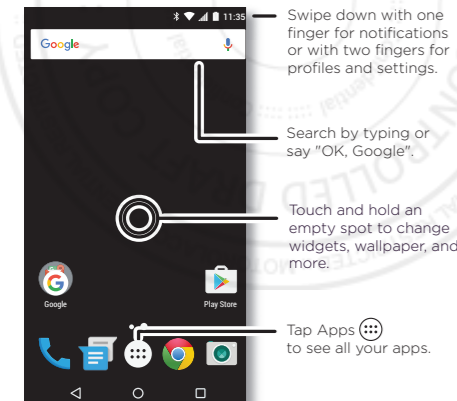 11:35
Swipe down with one
finger for notifications
or with two fingers for
profiles and settings.
Google
Search by typing or
say "OK, Google".
Touch and hold an
empty spot to change
widgets, wallpaper, and
more.
Google
Play Store
Tap Apps
to see all your apps.